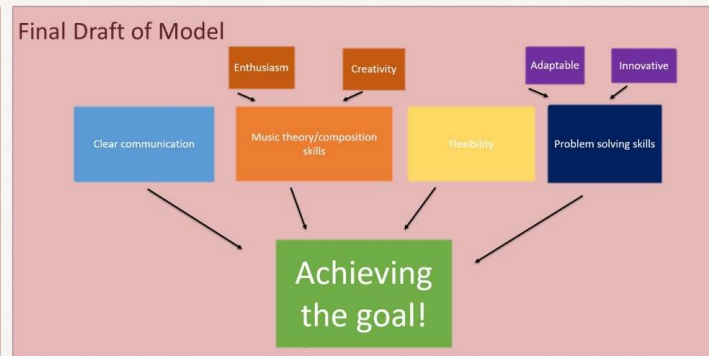 Final Draft of Model
Enthusiasm
Creativity
Adaptable
Innovative
Clear communication
Music theory/composition
skills
Flexibility
Problem solving skills
Achieving
the goal!